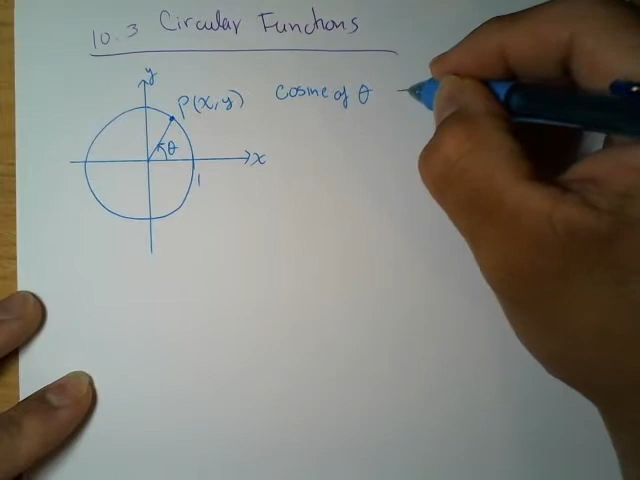 10.3 Circular Functions
y
P(x,y)
cosine of θ
θ
x
1